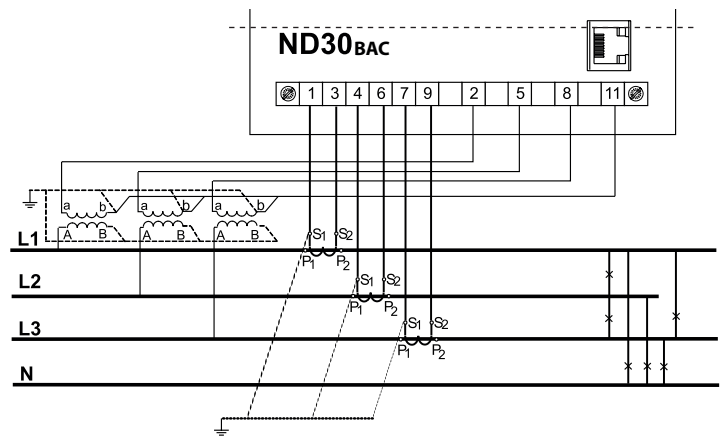 ND30BAC
1 3 4 6 7 9 2 5 8 11
a b a b a b
A B A B A B
S1 S2
L1
P1 P2
S1 S2
L2
P1 P2
S1 S2
L3
P1 P2
N